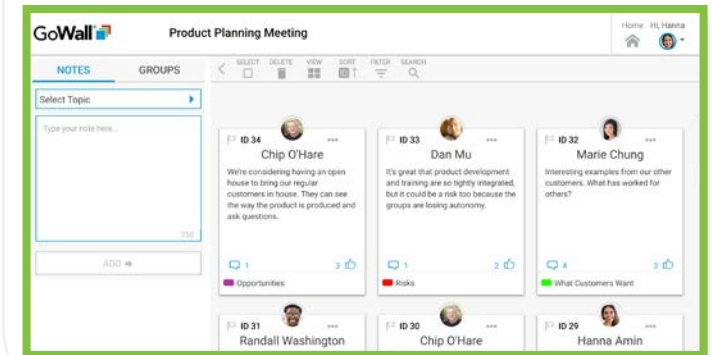 GoWall
Product Planning Meeting
Home Hi, Hanna
NOTES GROUPS
SELECT DELETE VIEW SORT FILTER SEARCH
Select Topic
Type your note here...
750
ADD
ID 34
Chip O'Hare
We're considering having an open
house to bring our regular
customers in house. They can see
the way the product is produced and
ask questions.
1 3
Opportunities
ID 33
Dan Mu
It's great that product development
and training are so tightly integrated,
but it could be a risk too because the
groups are losing autonomy.
1 2
Risks
ID 32
Marie Chung
Interesting examples from our other
customers. What has worked for
others?
4 3
What Customers Want
ID 31
Randall Washington
ID 30
Chip O'Hare
ID 29
Hanna Amin